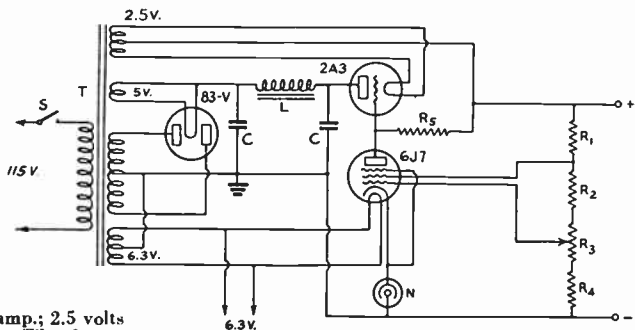 2.5V.
2A3
T
5V.
83-V
L
S
C
C
R5
+
R1
6J7
115 V.
R2
R3
6.3V.
N
R4
−
amp.; 2.5 volts
6.3V.